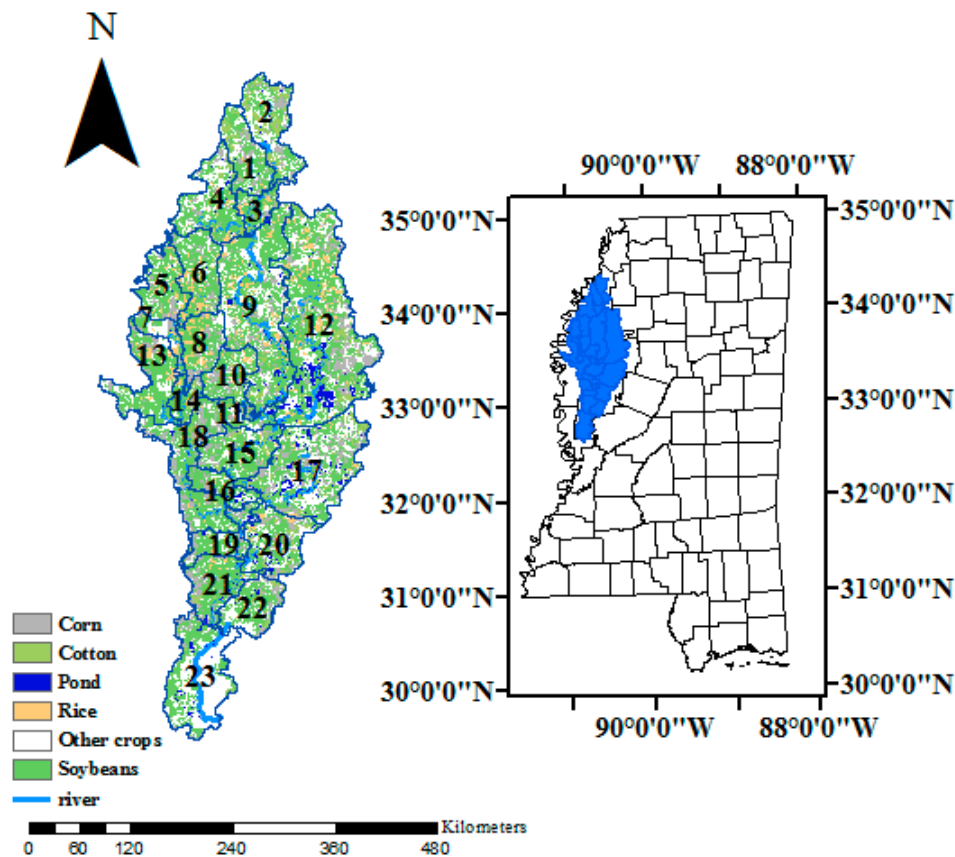 N
2
1
4
3
5
6
7
9
12
8
13
10
14
11
18
15
17
16
19
20
21
22
23
Corn
Cotton
Pond
Rice
Other crops
Soybeans
river
Kilometers
0 60 120 240 360 480
90°0'0"W 88°0'0"W
35°0'0"N 35°0'0"N
34°0'0"N 34°0'0"N
33°0'0"N 33°0'0"N
32°0'0"N 32°0'0"N
31°0'0"N 31°0'0"N
30°0'0"N 30°0'0"N
90°0'0"W 88°0'0"W